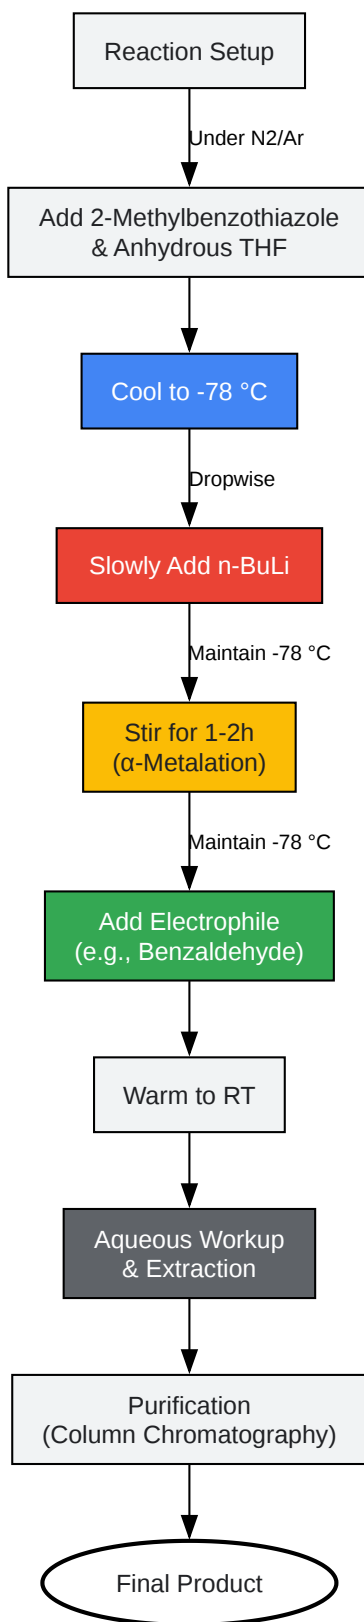 Reaction Setup
Under N2/Ar
Add 2-Methylbenzothiazole
& Anhydrous THF
Cool to -78 °C
Dropwise
Slowly Add n-BuLi
Maintain -78 °C
Stir for 1-2h
(α-Metalation)
Maintain -78 °C
Add Electrophile
(e.g., Benzaldehyde)
Warm to RT
Aqueous Workup
& Extraction
Purification
(Column Chromatography)
Final Product